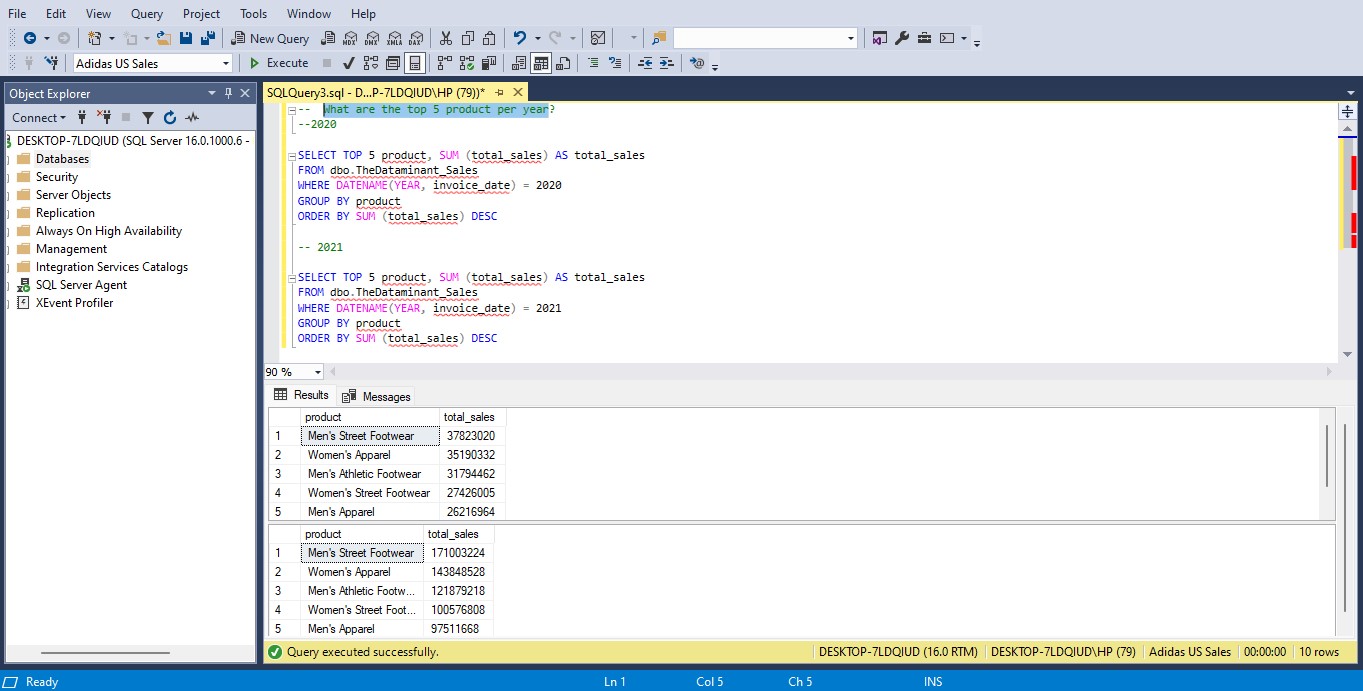 File Edit View Query Project Tools Window Help
New Query MDX DMX XMLA DAX
Adidas US Sales Execute
Object Explorer
Connect
DESKTOP-7LDQIUD (SQL Server 16.0.1000.6 -
Databases
Security
Server Objects
Replication
Always On High Availability
Management
Integration Services Catalogs
SQL Server Agent
XEvent Profiler
SQLQuery3.sql - D...P-7LDQIUD\HP (79))*
-- What are the top 5 product per year?
--2020
SELECT TOP 5 product, SUM (total_sales) AS total_sales
FROM dbo.TheDataminant_Sales
WHERE DATENAME(YEAR, invoice_date) = 2020
GROUP BY product
ORDER BY SUM (total_sales) DESC
-- 2021
SELECT TOP 5 product, SUM (total_sales) AS total_sales
FROM dbo.TheDataminant_Sales
WHERE DATENAME(YEAR, invoice_date) = 2021
GROUP BY product
ORDER BY SUM (total_sales) DESC
90 %
Results Messages
product total_sales
1 Men's Street Footwear 37823020
2 Women's Apparel 35190332
3 Men's Athletic Footwear 31794462
4 Women's Street Footwear 27426005
5 Men's Apparel 26216964
product total_sales
1 Men's Street Footwear 171003224
2 Women's Apparel 143848528
3 Men's Athletic Footw... 121879218
4 Women's Street Foot... 100576808
5 Men's Apparel 97511668
Query executed successfully. DESKTOP-7LDQIUD (16.0 RTM) DESKTOP-7LDQIUD\HP (79) Adidas US Sales 00:00:00 10 rows
Ready Ln 1 Col 5 Ch 5 INS